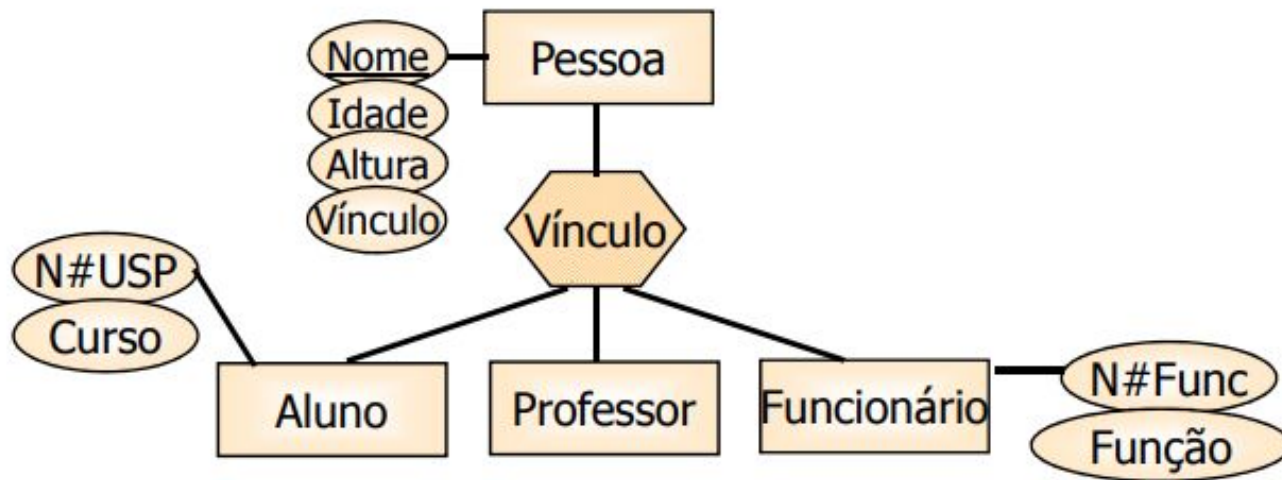 Nome
Pessoa
Idade
Altura
Vínculo
Vínculo
N#USP
Curso
Aluno
Professor
Funcionário
N#Func
Função